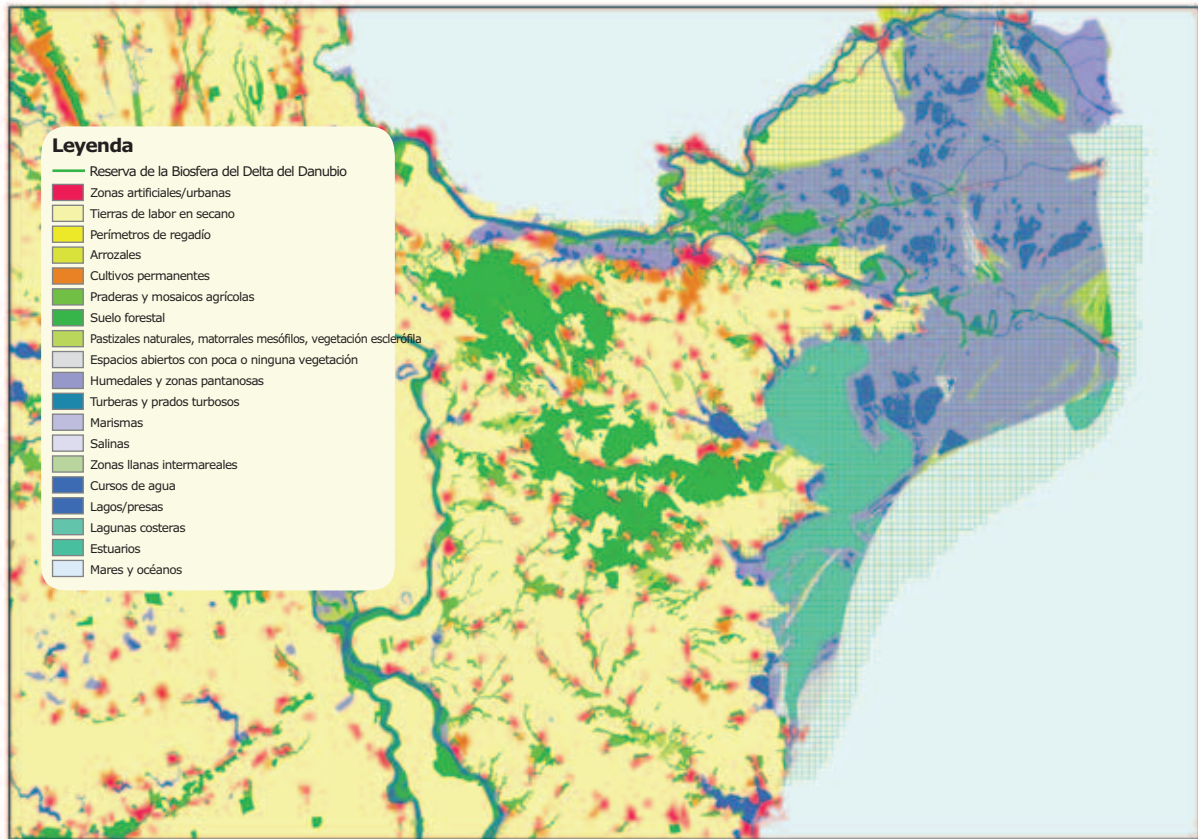 Leyenda
Reserva de la Biosfera del Delta del Danubio
Zonas artificiales/urbanas
Tierras de labor en secano
Perímetros de regadío
Arrozales
Cultivos permanentes
Praderas y mosaicos agrícolas
Suelo forestal
Pastizales naturales, matorrales mesófilos, vegetación esclerófila
Espacios abiertos con poca o ninguna vegetación
Humedales y zonas pantanosas
Turberas y prados turbosos
Marismas
Salinas
Zonas llanas intermareales
Cursos de agua
Lagos/presas
Lagunas costeras
Estuarios
Mares y océanos